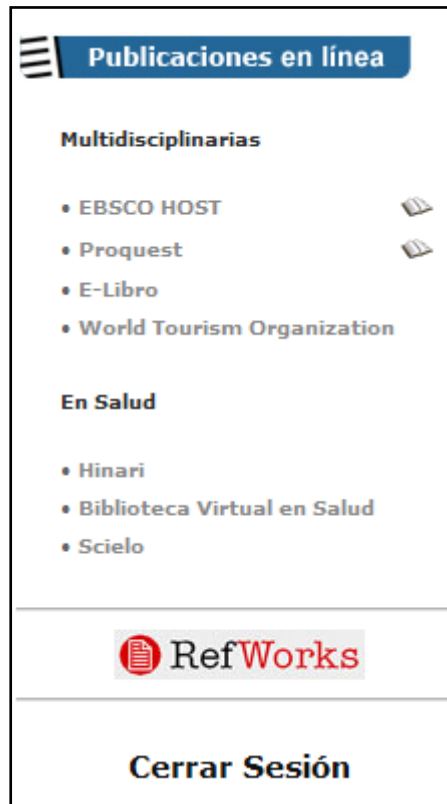 Publicaciones en línea
Multidisciplinarias
• EBSCO HOST
• Proquest
• E-Libro
• World Tourism Organization
En Salud
• Hinari
• Biblioteca Virtual en Salud
• Scielo
RefWorks
Cerrar Sesión